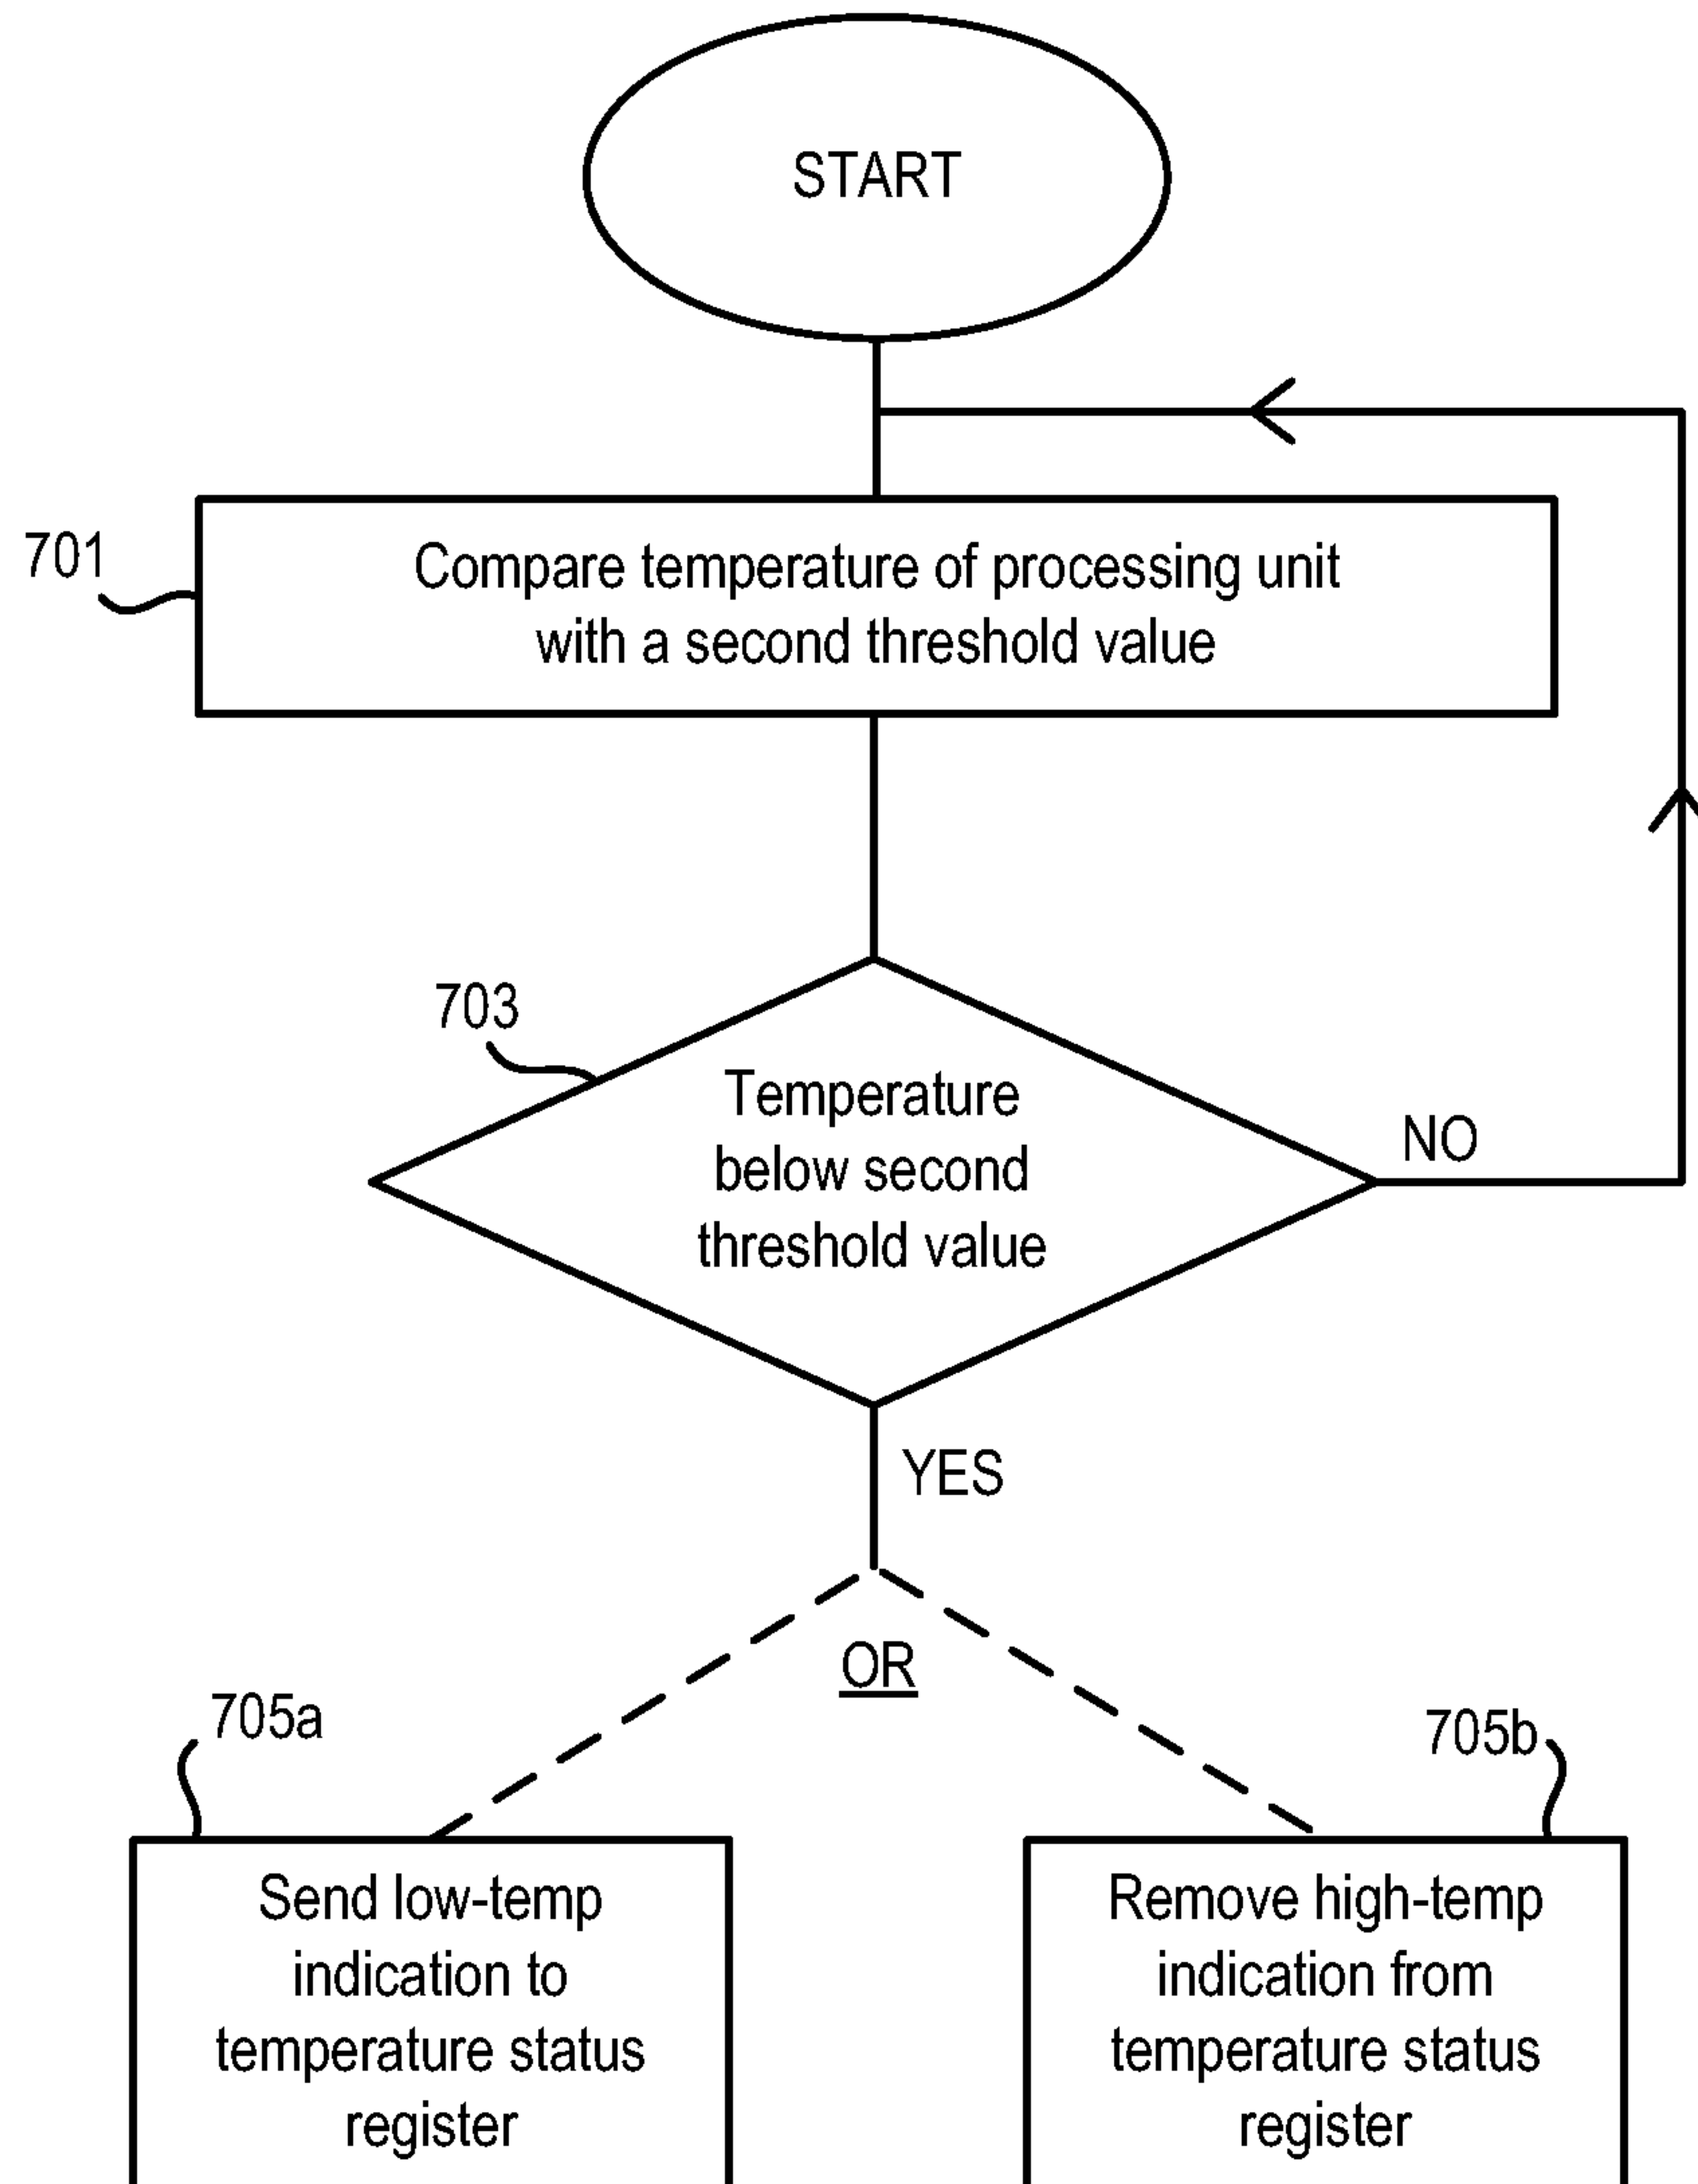 START
701
Compare temperature of processing unit
with a second threshold value
703
Temperature
below second
threshold value
NO
YES
OR
705a
705b
Send low-temp
indication to
temperature status
register
Remove high-temp
indication from
temperature status
register